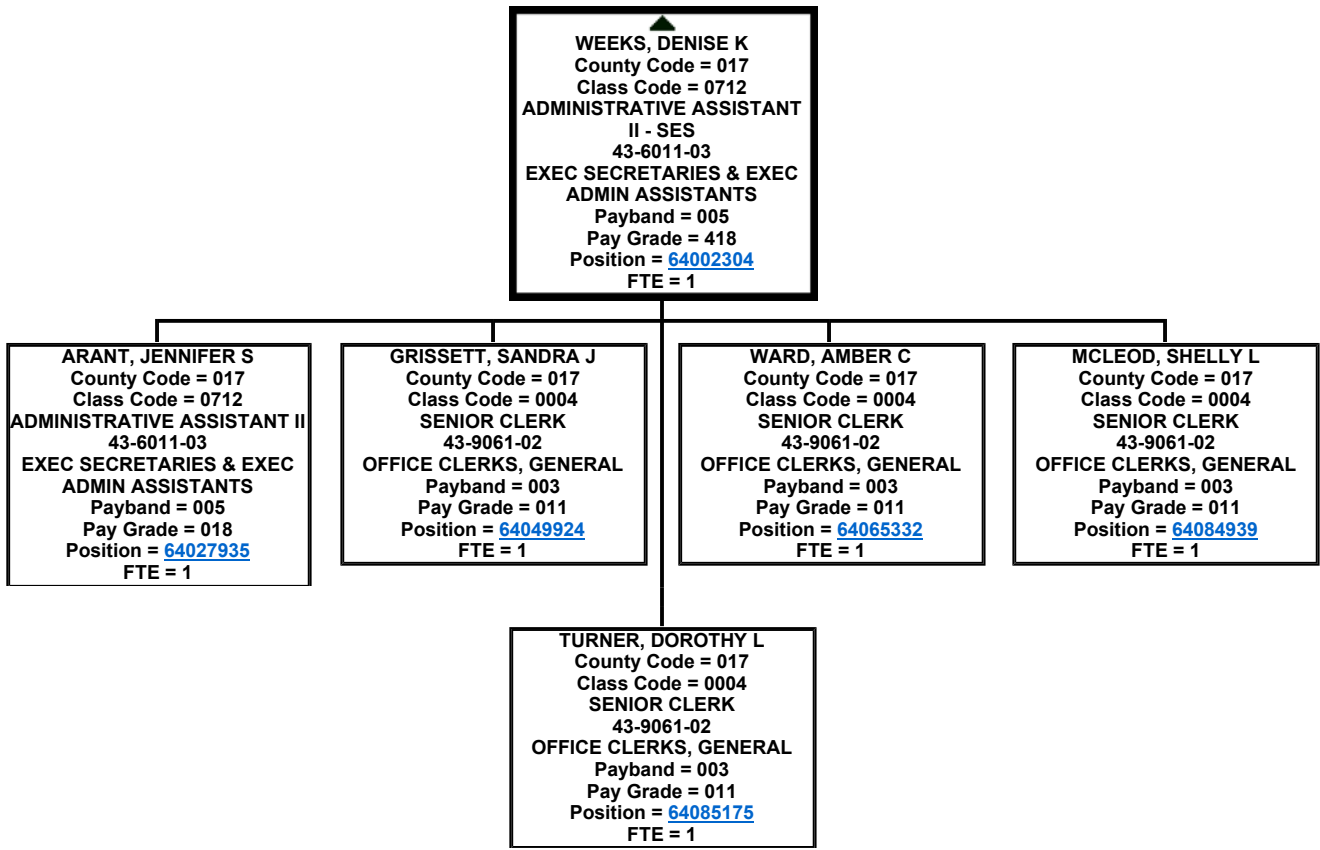 WEEKS, DENISE K
County Code = 017
Class Code = 0712
ADMINISTRATIVE ASSISTANT
II - SES
43-6011-03
EXEC SECRETARIES & EXEC
ADMIN ASSISTANTS
Payband = 005
Pay Grade = 418
Position = 64002304
FTE = 1
ARANT, JENNIFER S
County Code = 017
Class Code = 0712
ADMINISTRATIVE ASSISTANT II
43-6011-03
EXEC SECRETARIES & EXEC
ADMIN ASSISTANTS
Payband = 005
Pay Grade = 018
Position = 64027935
FTE = 1
GRISSETT, SANDRA J
County Code = 017
Class Code = 0004
SENIOR CLERK
43-9061-02
OFFICE CLERKS, GENERAL
Payband = 003
Pay Grade = 011
Position = 64049924
FTE = 1
WARD, AMBER C
County Code = 017
Class Code = 0004
SENIOR CLERK
43-9061-02
OFFICE CLERKS, GENERAL
Payband = 003
Pay Grade = 011
Position = 64065332
FTE = 1
MCLEOD, SHELLY L
County Code = 017
Class Code = 0004
SENIOR CLERK
43-9061-02
OFFICE CLERKS, GENERAL
Payband = 003
Pay Grade = 011
Position = 64084939
FTE = 1
TURNER, DOROTHY L
County Code = 017
Class Code = 0004
SENIOR CLERK
43-9061-02
OFFICE CLERKS, GENERAL
Payband = 003
Pay Grade = 011
Position = 64085175
FTE = 1